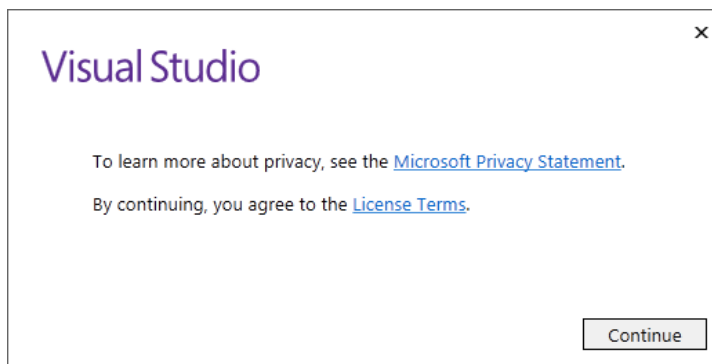 Visual Studio
To learn more about privacy, see the Microsoft Privacy Statement.
By continuing, you agree to the License Terms.
Continue